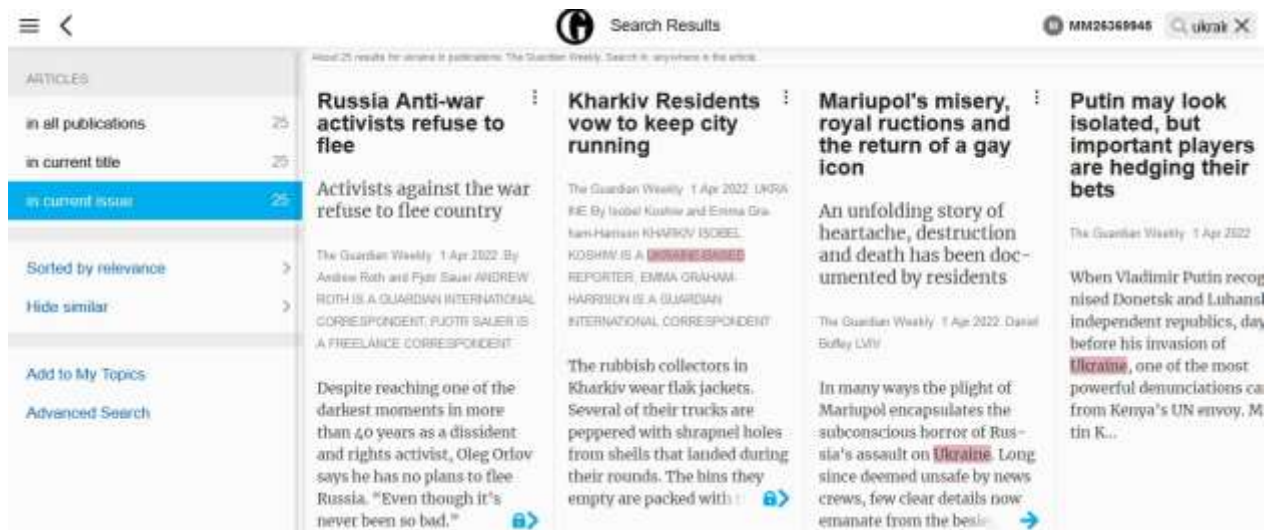 Search Results
MM26369945
ukrai
About 25 results for ukraine in publications: The Guardian Weekly. Search in: anywhere in the article.
ARTICLES
in all publications 25
in current title 25
in current issue 25
Sorted by relevance
Hide similar
Add to My Topics
Advanced Search
Russia Anti-war
activists refuse to
flee
Activists against the war
refuse to flee country
The Guardian Weekly 1 Apr 2022 By
Andrew Roth and Pjotr Sauer ANDREW
ROTH IS A GUARDIAN INTERNATIONAL
CORRESPONDENT; PJOTR SAUER IS
A FREELANCE CORRESPONDENT
Despite reaching one of the
darkest moments in more
than 40 years as a dissident
and rights activist, Oleg Orlov
says he has no plans to flee
Russia. "Even though it's
never been so bad."
Kharkiv Residents
vow to keep city
running
The Guardian Weekly 1 Apr 2022 UKRA
INE By Isobel Koshiw and Emma Gra-
ham-Harrison KHARKIV ISOBEL
KOSHIW IS A UKRAINE-BASED
REPORTER; EMMA GRAHAM-
HARRISON IS A GUARDIAN
INTERNATIONAL CORRESPONDENT
The rubbish collectors in
Kharkiv wear flak jackets.
Several of their trucks are
peppered with shrapnel holes
from shells that landed during
their rounds. The bins they
empty are packed with
Mariupol's misery,
royal ructions and
the return of a gay
icon
An unfolding story of
heartache, destruction
and death has been doc-
umented by residents
The Guardian Weekly 1 Apr 2022 Daniel
Boffey LVIV
In many ways the plight of
Mariupol encapsulates the
subconscious horror of Rus-
sia's assault on Ukraine. Long
since deemed unsafe by news
crews, few clear details now
emanate from the besie
Putin may look
isolated, but
important players
are hedging their
bets
The Guardian Weekly 1 Apr 2022
When Vladimir Putin recog
nised Donetsk and Luhansk
independent republics, day
before his invasion of
Ukraine, one of the most
powerful denunciations ca
from Kenya's UN envoy. M
tin K...